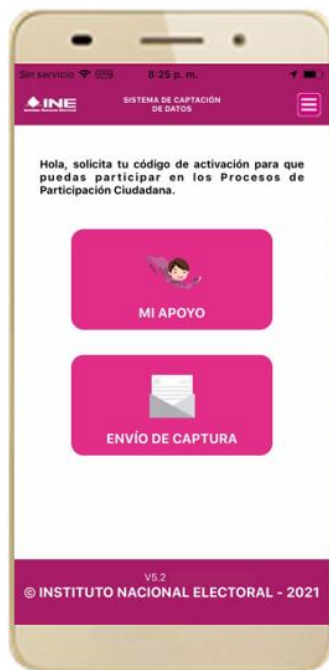 Sin servicio VPN 8:25 p. m.
INE
SISTEMA DE CAPTACIÓN
DE DATOS
Hola, solicita tu código de activación para que
puedas participar en los Procesos de
Participación Ciudadana.
MI APOYO
ENVÍO DE CAPTURA
V5.2
© INSTITUTO NACIONAL ELECTORAL - 2021